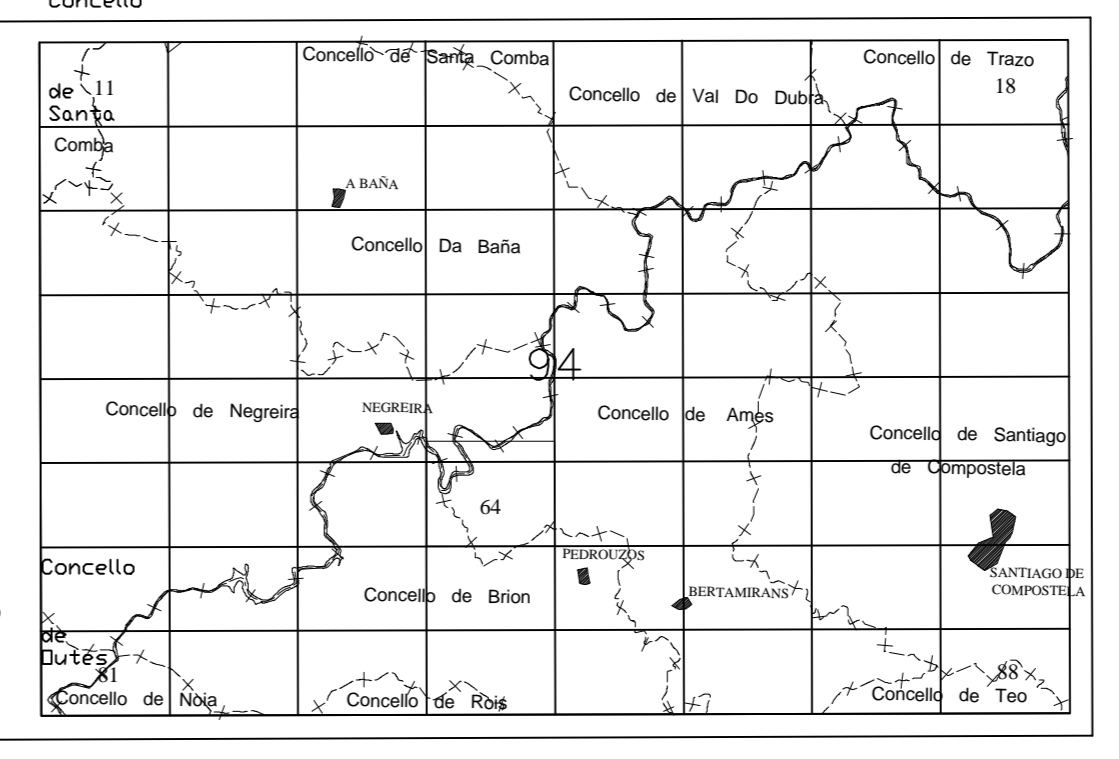 Concello
Concello de Santa Comba
Concello de Trazo
18
de 11
Santa
Concello de Val Do Dubra
Comba
A BAÑA
Concello Da Baña
94
Concello de Negreira
NEGREIRA
Concello de Ames
Concello de Santiago
de Compostela
64
PEDROUZOS
Concello
SANTIAGO DE
COMPOSTELA
BERTAMIRANS
Concello de Brion
de
Outes
81
88
Concello de Noia
Concello de Rois
Concello de Teo